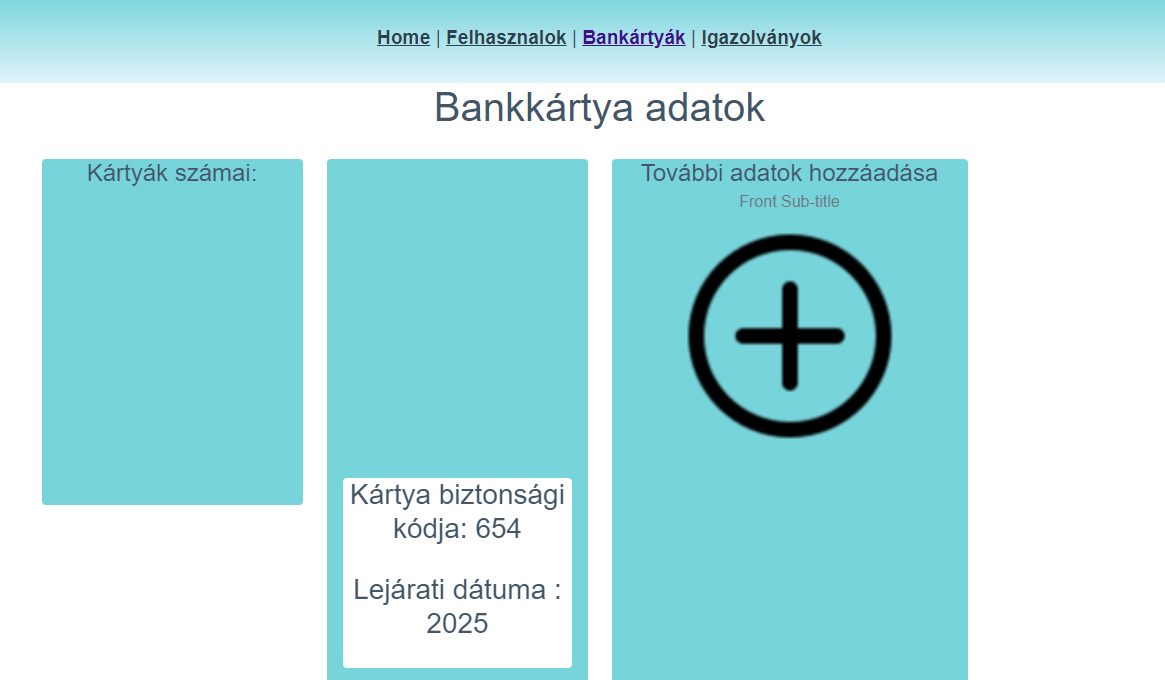 Home | Felhasznalok | Bankártyák | Igazolványok
Bankkártya adatok
Kártyák számai:
Kártya biztonsági
kódja: 654
Lejárati dátuma :
2025
További adatok hozzáadása
Front Sub-title